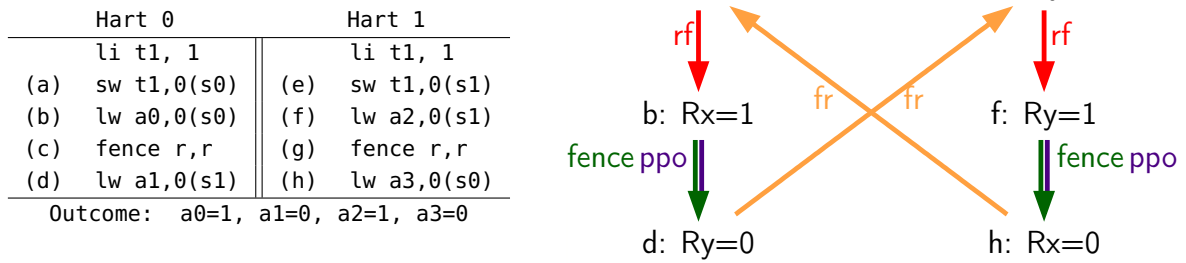 Hart 0 Hart 1
li t1, 1 li t1, 1
(a) sw t1,0(s0) (e) sw t1,0(s1)
(b) lw a0,0(s0) (f) lw a2,0(s1)
(c) fence r,r (g) fence r,r
(d) lw a1,0(s1) (h) lw a3,0(s0)
Outcome: a0=1, a1=0, a2=1, a3=0
rf rf
fr fr
b: Rx=1 f: Ry=1
fence ppo fence ppo
d: Ry=0 h: Rx=0